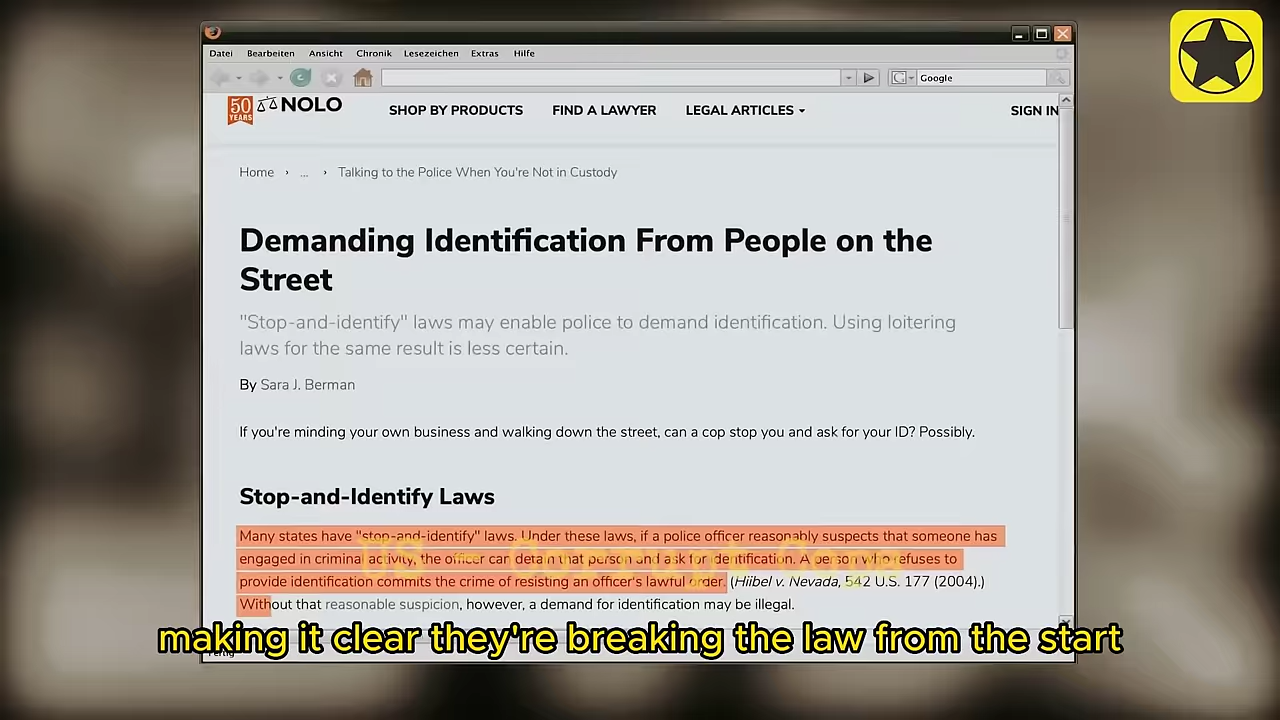 Datei Bearbeiten Ansicht Chronik Lesezeichen Extras Hilfe
Google
50 YEARS NOLO SHOP BY PRODUCTS FIND A LAWYER LEGAL ARTICLES SIGN IN
Home › ... › Talking to the Police When You're Not in Custody
Demanding Identification From People on the
Street
"Stop-and-identify" laws may enable police to demand identification. Using loitering
laws for the same result is less certain.
By Sara J. Berman
If you're minding your own business and walking down the street, can a cop stop you and ask for your ID? Possibly.
Stop-and-Identify Laws
Many states have "stop-and-identify" laws. Under these laws, if a police officer reasonably suspects that someone has
engaged in criminal activity, the officer can detain that person and ask for identification. A person who refuses to
US - Corrupt Cops
provide identification commits the crime of resisting an officer's lawful order. (Hiibel v. Nevada, 542 U.S. 177 (2004).)
Without that reasonable suspicion, however, a demand for identification may be illegal.
making it clear they're breaking the law from the start
Fertig